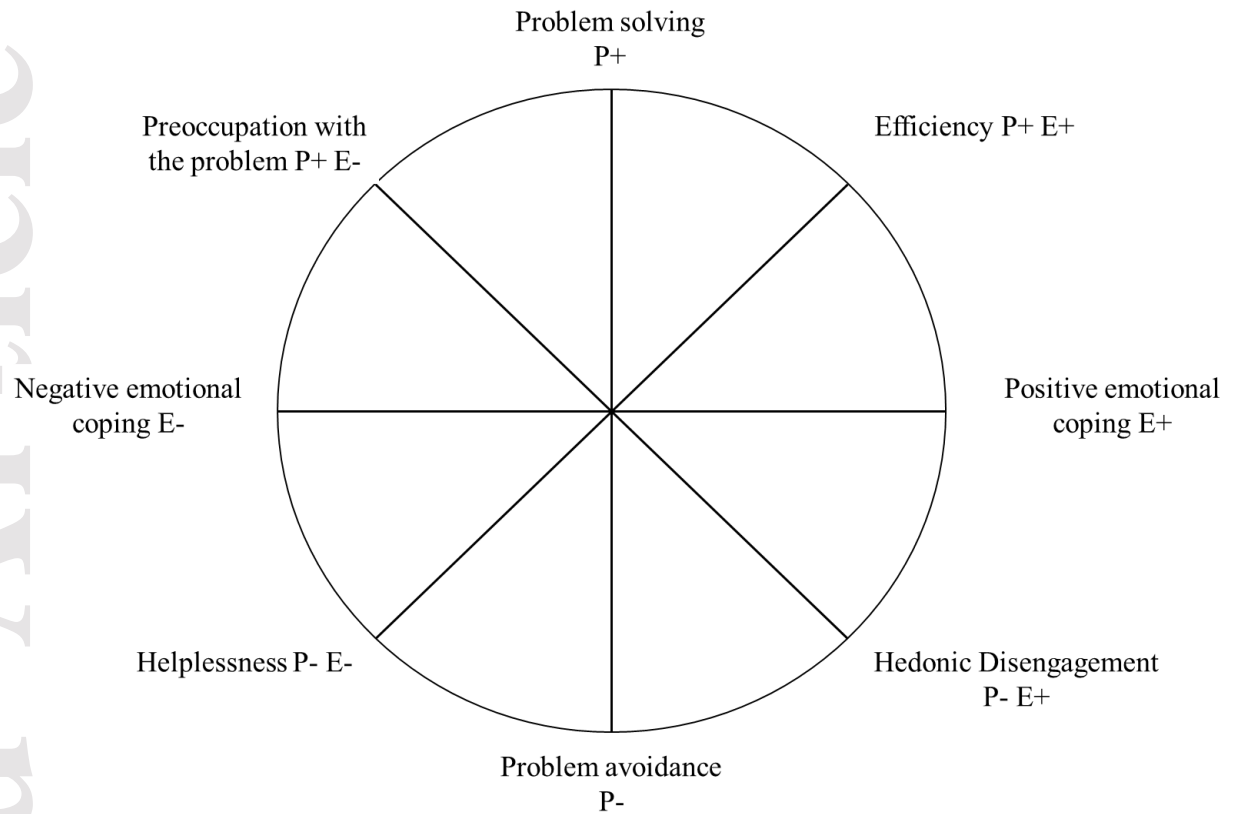 Problem solving
P+
Preoccupation with
the problem P+ E-
Efficiency P+ E+
Negative emotional
coping E-
Positive emotional
coping E+
Helplessness P- E-
Hedonic Disengagement
P- E+
Problem avoidance
P-